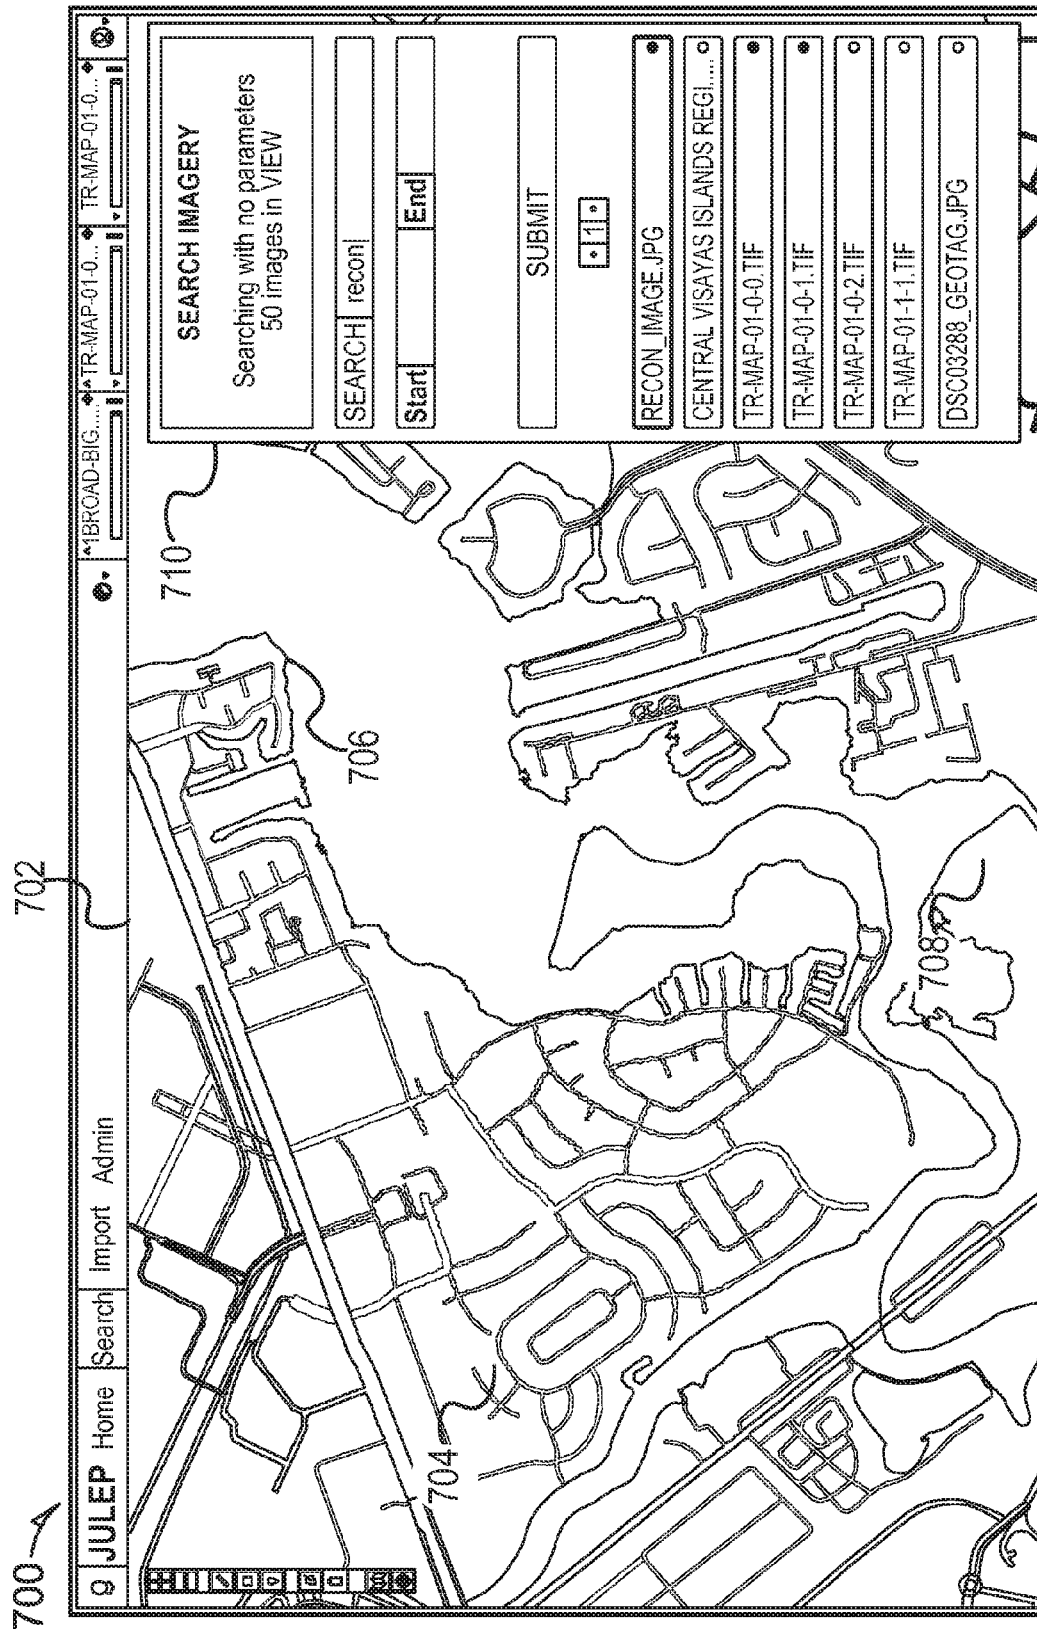 700
702
JULEP Home Search Import Admin
^1BROAD-BIG.... ^TR-MAP-01-0... TR-MAP-01-0...
710
SEARCH IMAGERY
Searching with no parameters
50 images in VIEW
SEARCH recon
Start End
SUBMIT
1
RECON_IMAGE.JPG
CENTRAL VISAYAS ISLANDS REGI.....
TR-MAP-01-0-0.TIF
TR-MAP-01-0-1.TIF
TR-MAP-01-0-2.TIF
TR-MAP-01-1-1.TIF
DSC03288_GEOTAG.JPG
706
704
708